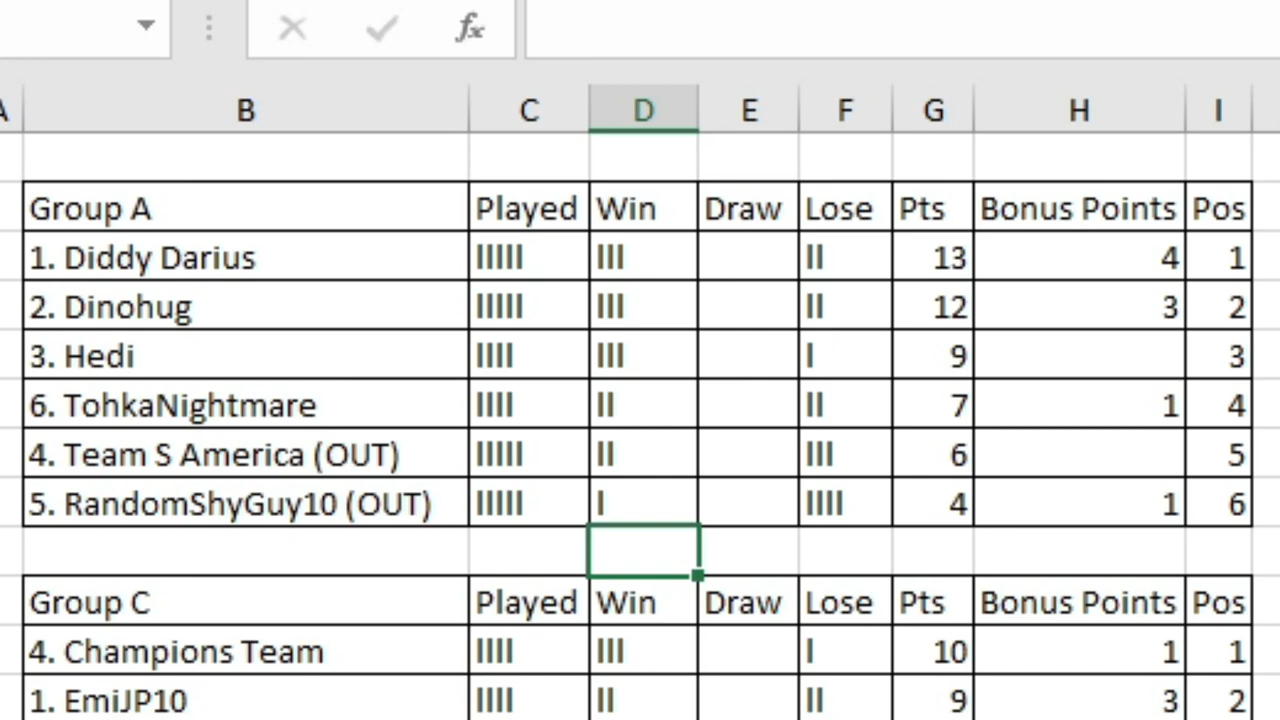 fx
A B C D E F G H I
Group A Played Win Draw Lose Pts Bonus Points Pos
1. Diddy Darius IIIII III II 13 4 1
2. Dinohug IIIII III II 12 3 2
3. Hedi IIII III I 9 3
6. TohkaNightmare IIII II II 7 1 4
4. Team S America (OUT) IIIII II III 6 5
5. RandomShyGuy10 (OUT) IIIII I IIII 4 1 6
Group C Played Win Draw Lose Pts Bonus Points Pos
4. Champions Team IIII III I 10 1 1
1. EmiJP10 IIII II II 9 3 2